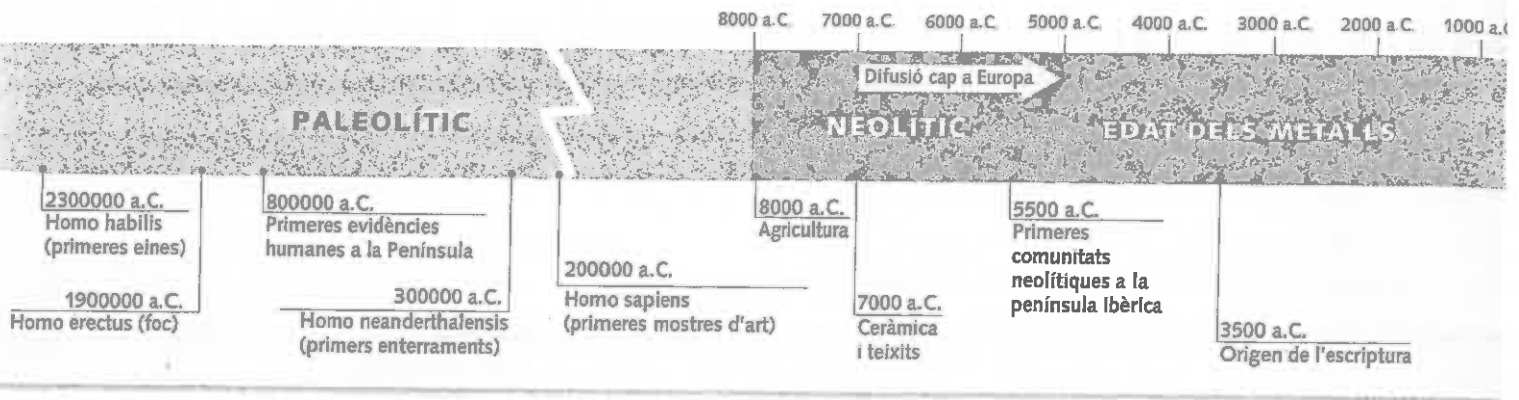 8000 a.C. 7000 a.C. 6000 a.C. 5000 a.C. 4000 a.C. 3000 a.C. 2000 a.C. 1000 a.C
Difusió cap a Europa
PALEOLÍTIC
NEOLÍTIC
EDAT DELS METALLS
2300000 a.C.
Homo habilis
(primeres eines)
1900000 a.C.
Homo erectus (foc)
800000 a.C.
Primeres evidències
humanes a la Península
300000 a.C.
Homo neanderthalensis
(primers enterraments)
200000 a.C.
Homo sapiens
(primeres mostres d'art)
8000 a.C.
Agricultura
7000 a.C.
Ceràmica
i teixits
5500 a.C.
Primeres
comunitats
neolítiques a la
península Ibèrica
3500 a.C.
Origen de l'escriptura